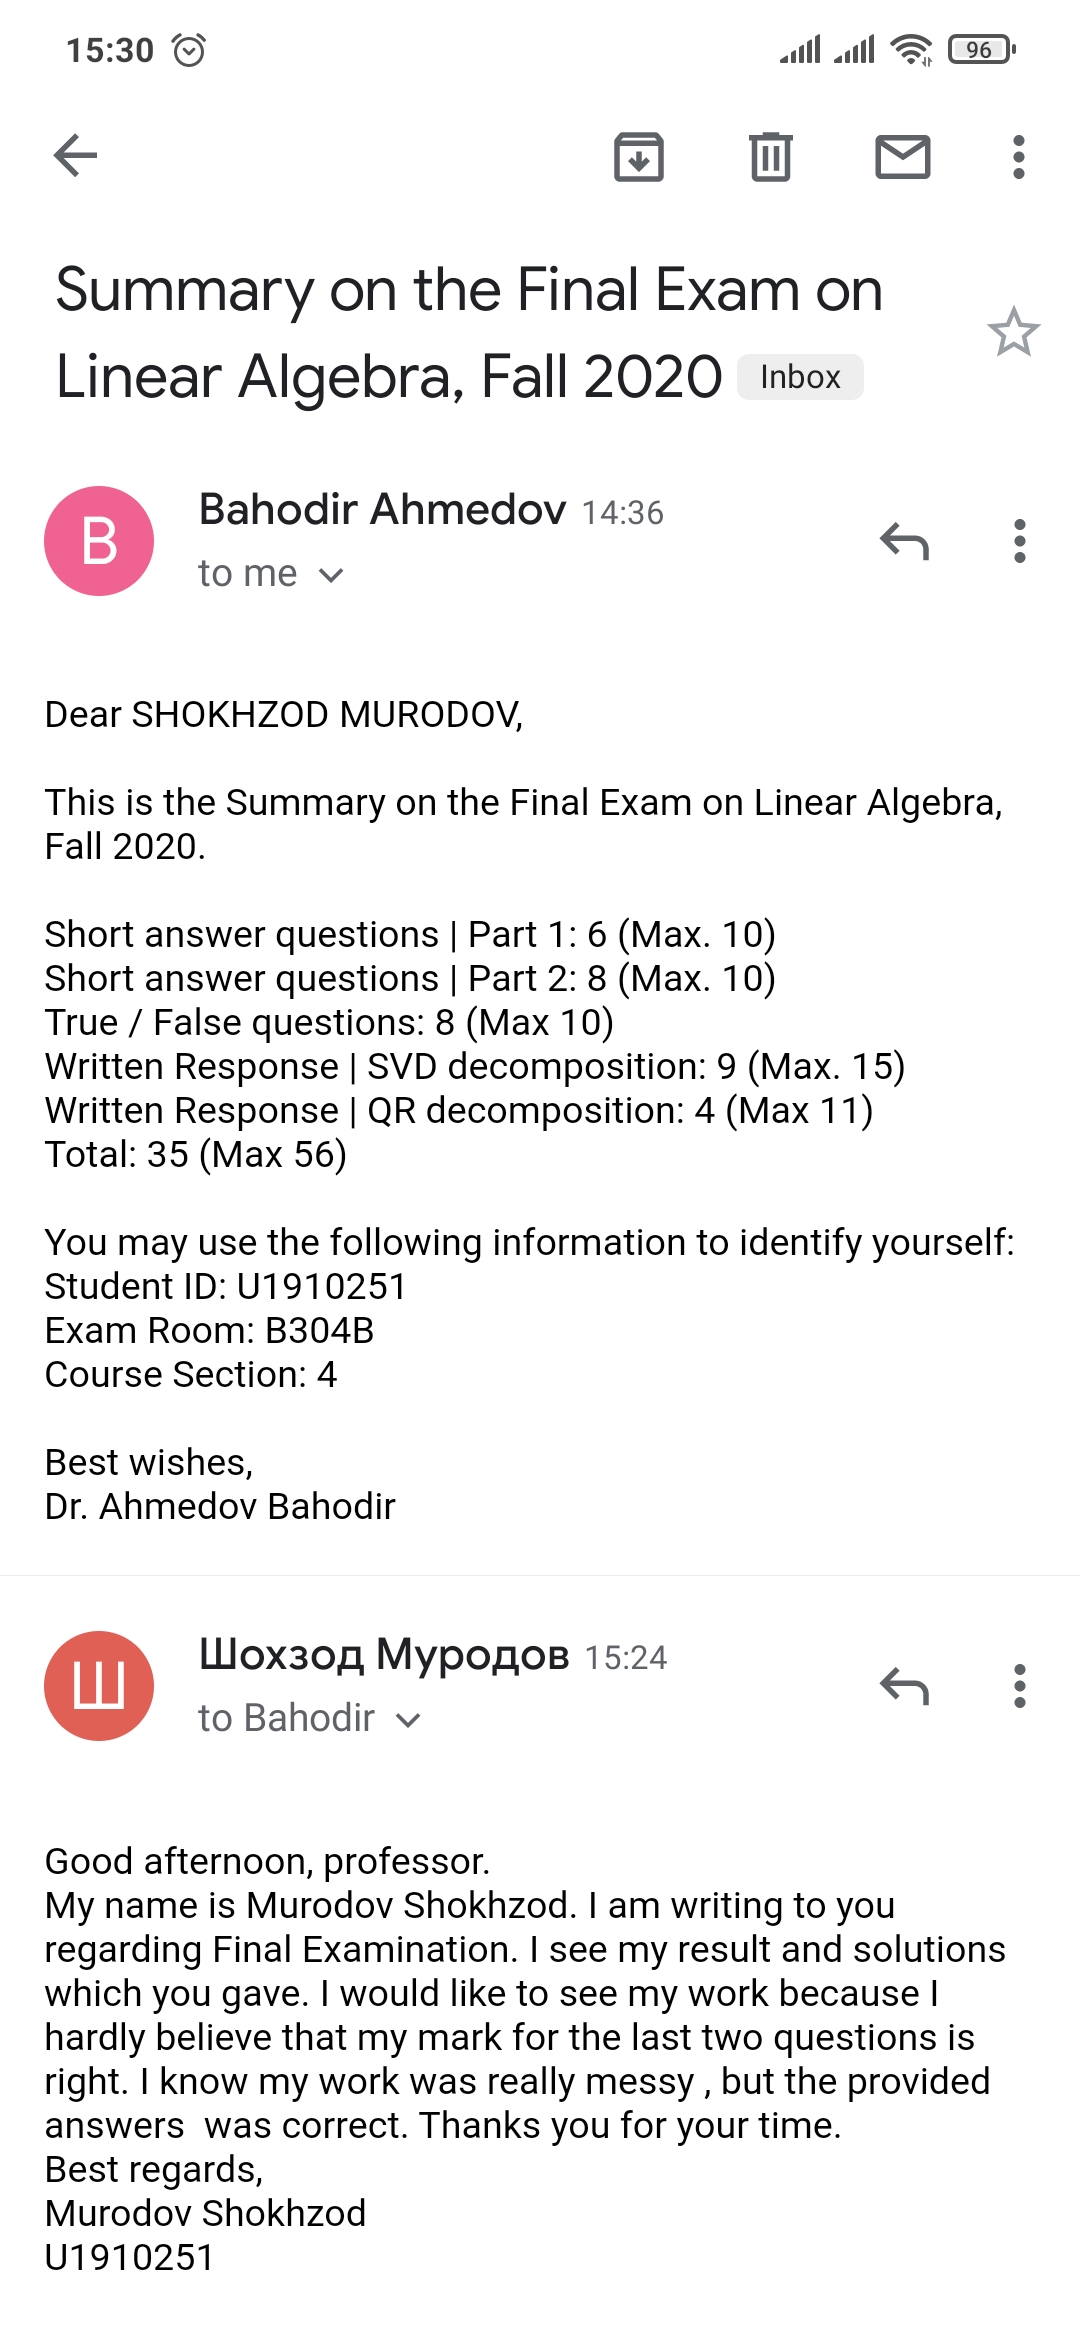 15:30
96
Summary on the Final Exam on
Linear Algebra, Fall 2020 Inbox
B
Bahodir Ahmedov 14:36
to me
Dear SHOKHZOD MURODOV,
This is the Summary on the Final Exam on Linear Algebra,
Fall 2020.
Short answer questions | Part 1: 6 (Max. 10)
Short answer questions | Part 2: 8 (Max. 10)
True / False questions: 8 (Max 10)
Written Response | SVD decomposition: 9 (Max. 15)
Written Response | QR decomposition: 4 (Max 11)
Total: 35 (Max 56)
You may use the following information to identify yourself:
Student ID: U1910251
Exam Room: B304B
Course Section: 4
Best wishes,
Dr. Ahmedov Bahodir
Ш
Шохзод Муродов 15:24
to Bahodir
Good afternoon, professor.
My name is Murodov Shokhzod. I am writing to you
regarding Final Examination. I see my result and solutions
which you gave. I would like to see my work because I
hardly believe that my mark for the last two questions is
right. I know my work was really messy , but the provided
answers  was correct. Thanks you for your time.
Best regards,
Murodov Shokhzod
U1910251